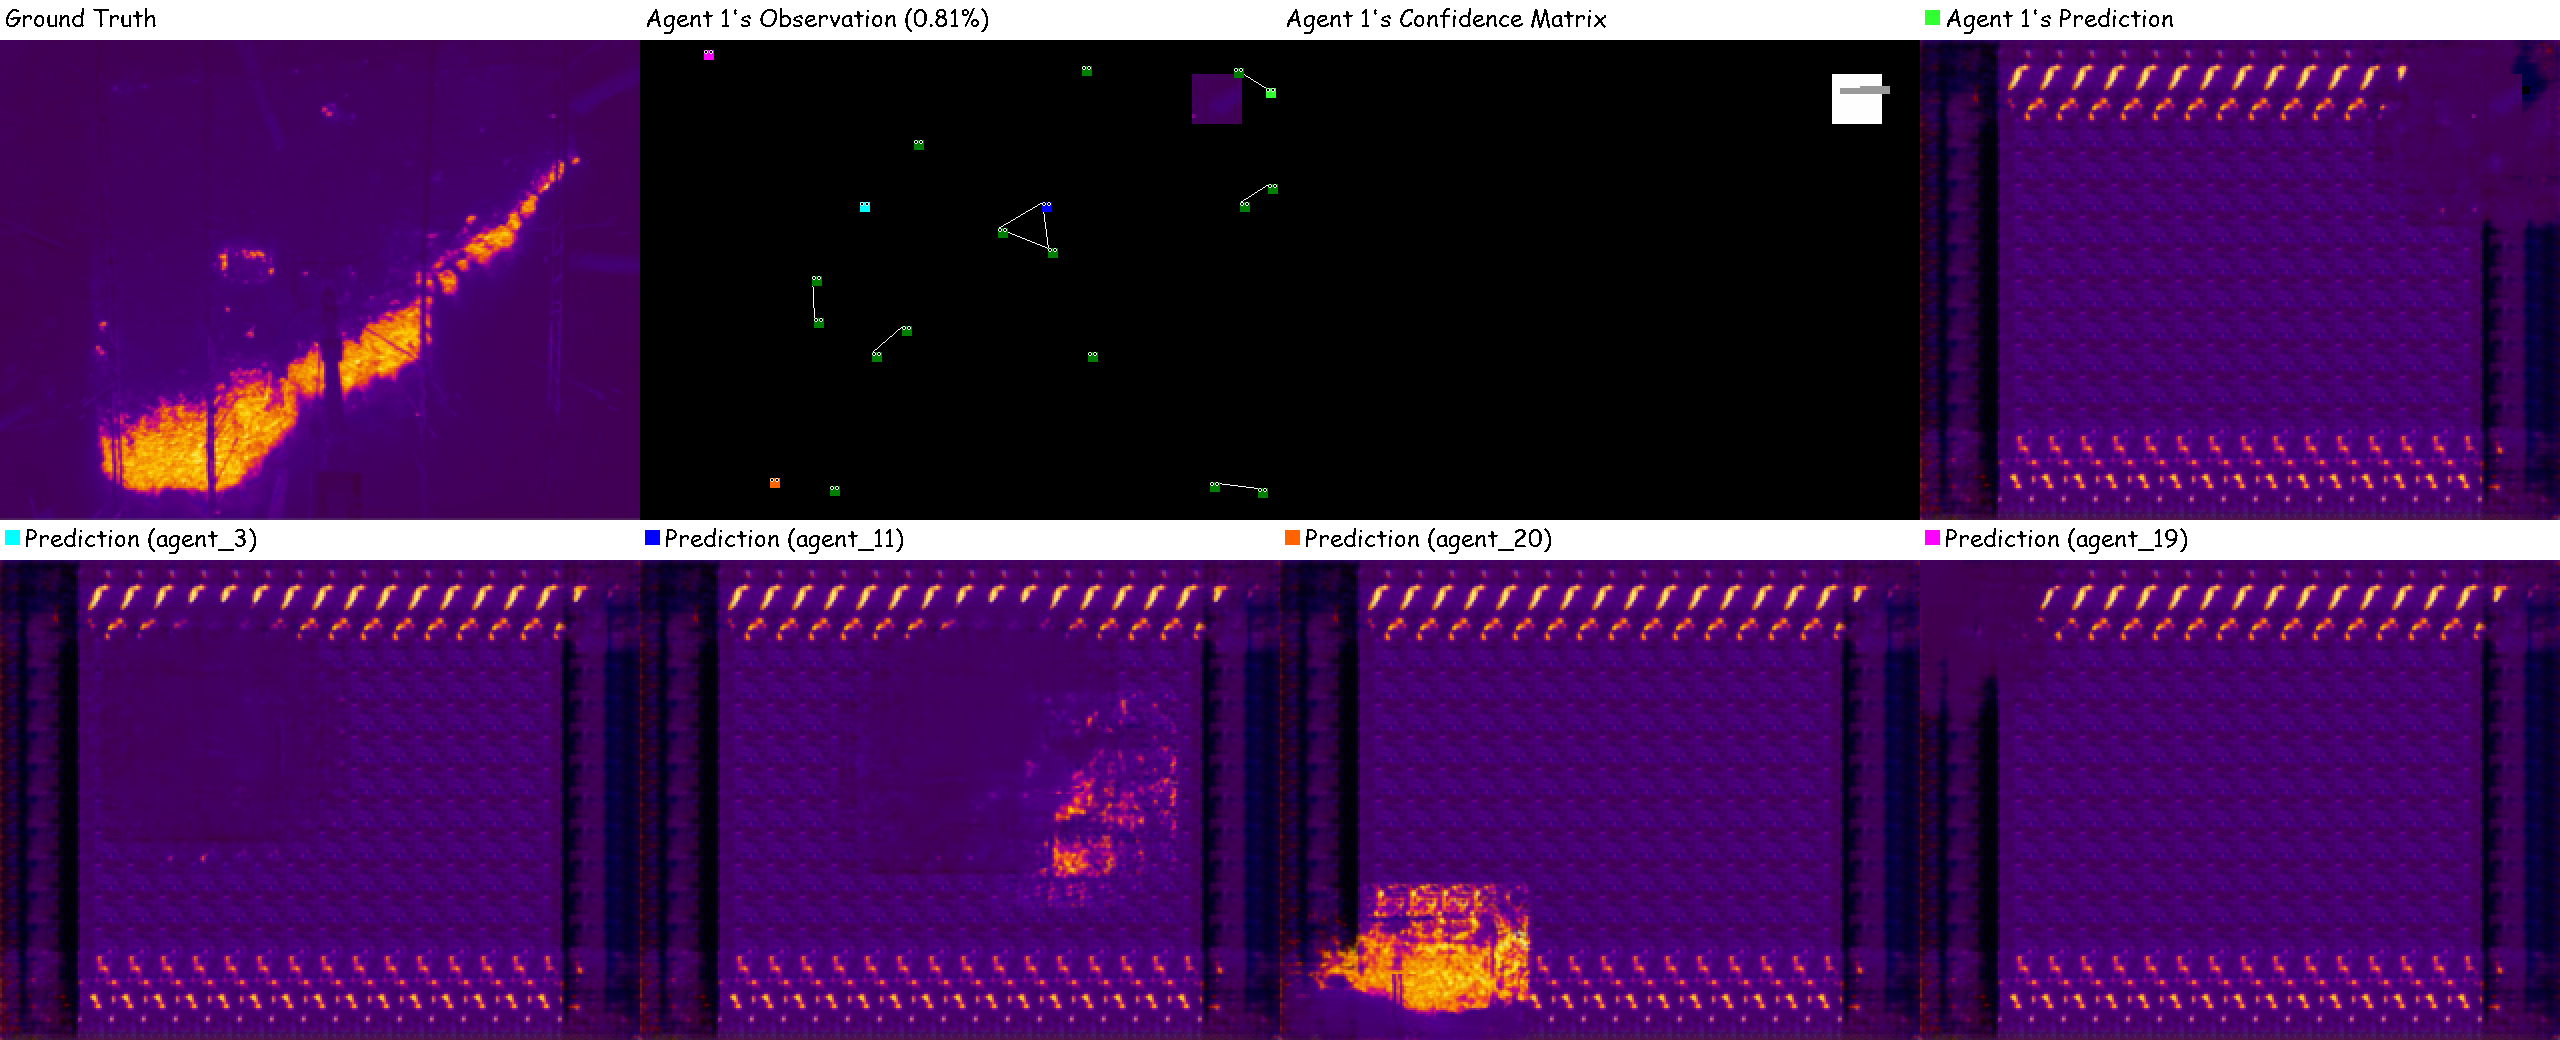 Ground Truth
Agent 1's Observation (0.81%)
Agent 1's Confidence Matrix
Agent 1's Prediction
Prediction (agent_3)
Prediction (agent_11)
Prediction (agent_20)
Prediction (agent_19)